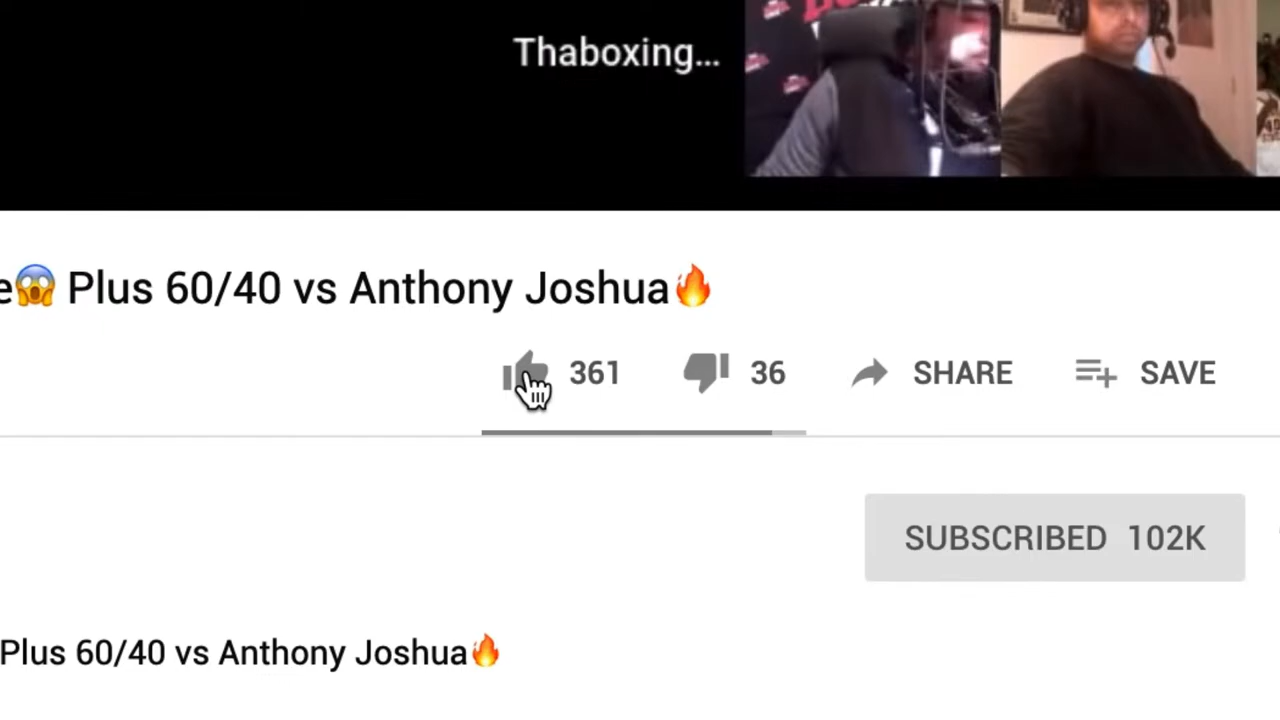 Thaboxing...
e😱 Plus 60/40 vs Anthony Joshua🔥
361 36 SHARE SAVE
SUBSCRIBED 102K
Plus 60/40 vs Anthony Joshua🔥